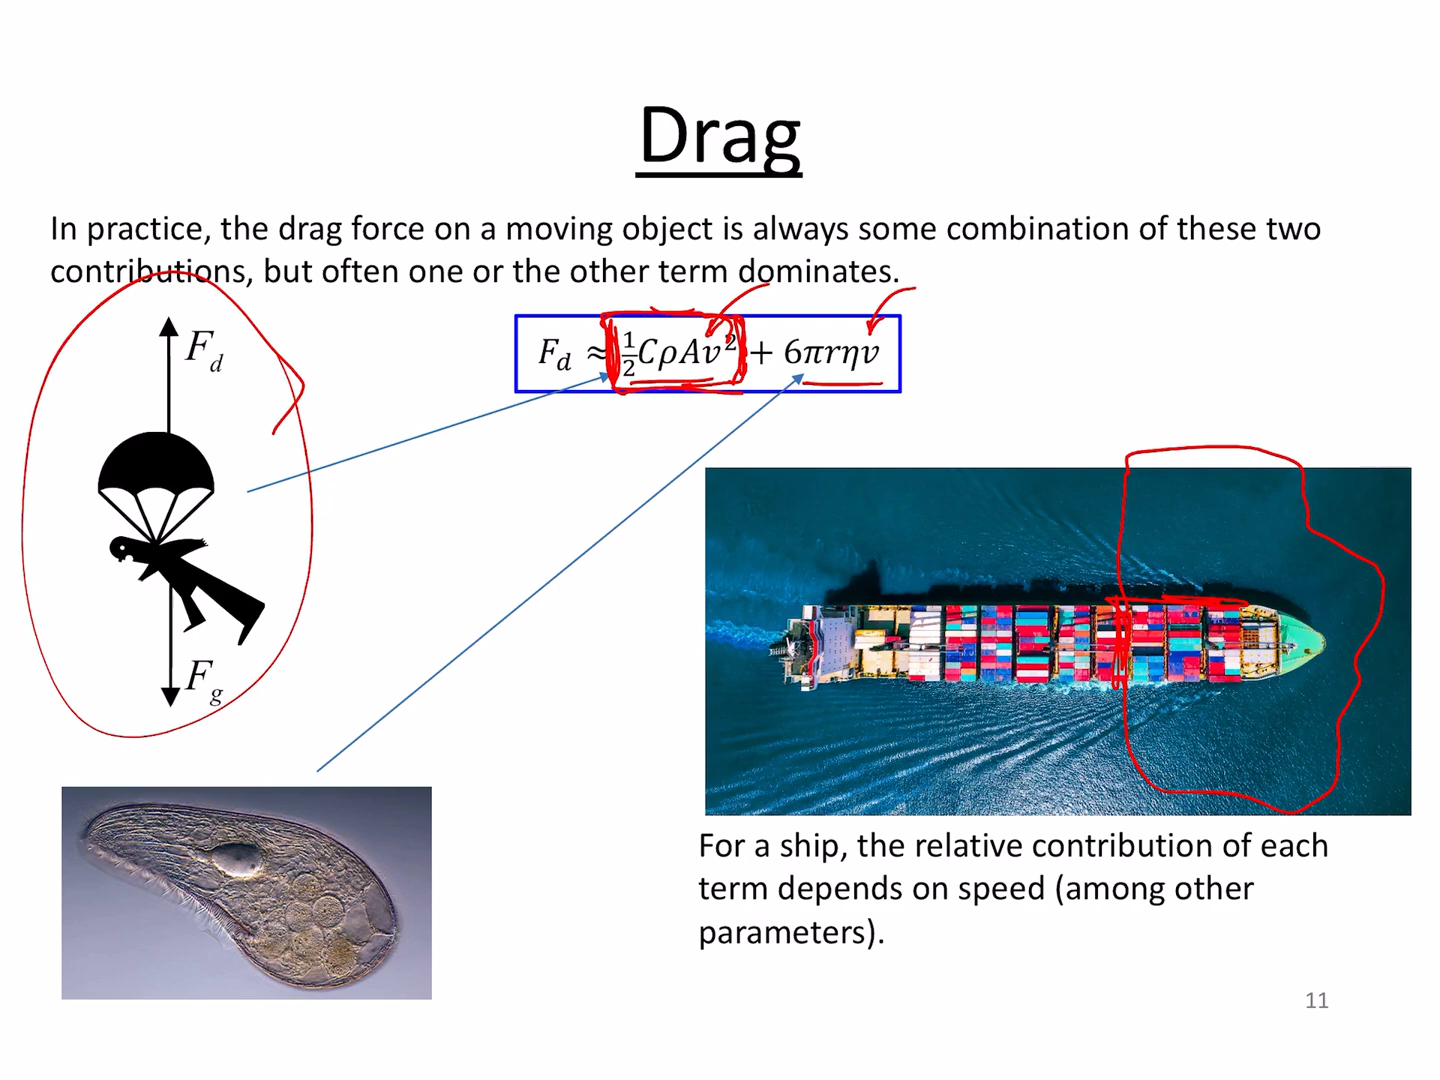 Drag
In practice, the drag force on a moving object is always some combination of these two
contributions, but often one or the other term dominates.
F_d ≈ ½CρAv² + 6πrηv
F_d
F_g
For a ship, the relative contribution of each
term depends on speed (among other
parameters).
11